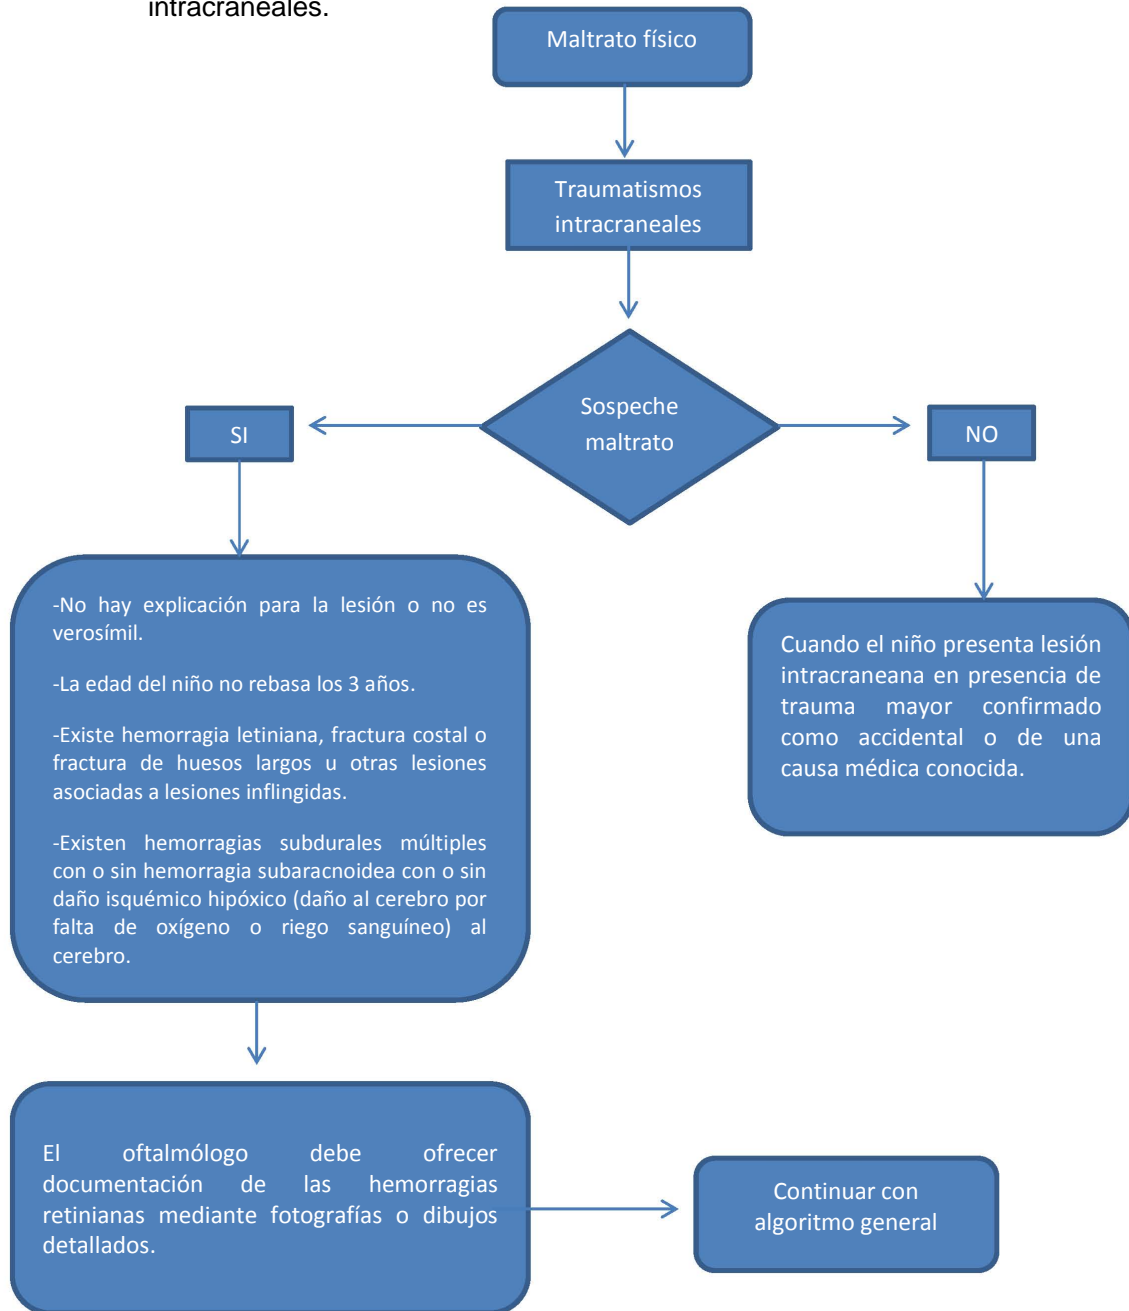 intracraneales.
Maltrato físico
Traumatismos
intracraneales
Sospeche
maltrato
SI
NO
-No hay explicación para la lesión o no es
verosímil.
-La edad del niño no rebasa los 3 años.
-Existe hemorragia letiniana, fractura costal o
fractura de huesos largos u otras lesiones
asociadas a lesiones inflingidas.
-Existen hemorragias subdurales múltiples
con o sin hemorragia subaracnoidea con o sin
daño isquémico hipóxico (daño al cerebro por
falta de oxígeno o riego sanguíneo) al
cerebro.
Cuando el niño presenta lesión
intracraneana en presencia de
trauma mayor confirmado
como accidental o de una
causa médica conocida.
El oftalmólogo debe ofrecer
documentación de las hemorragias
retinianas mediante fotografías o dibujos
detallados.
Continuar con
algoritmo general